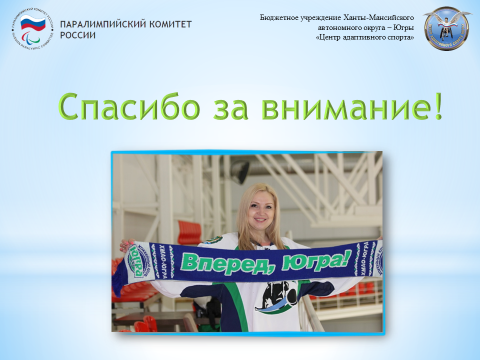 ПАРАЛИМПИЙСКИЙ КОМИТЕТ
РОССИИ
Бюджетное учреждение Ханты-Мансийского
автономного округа – Югры
«Центр адаптивного спорта»
Спасибо за внимание!
Вперед, Югра!